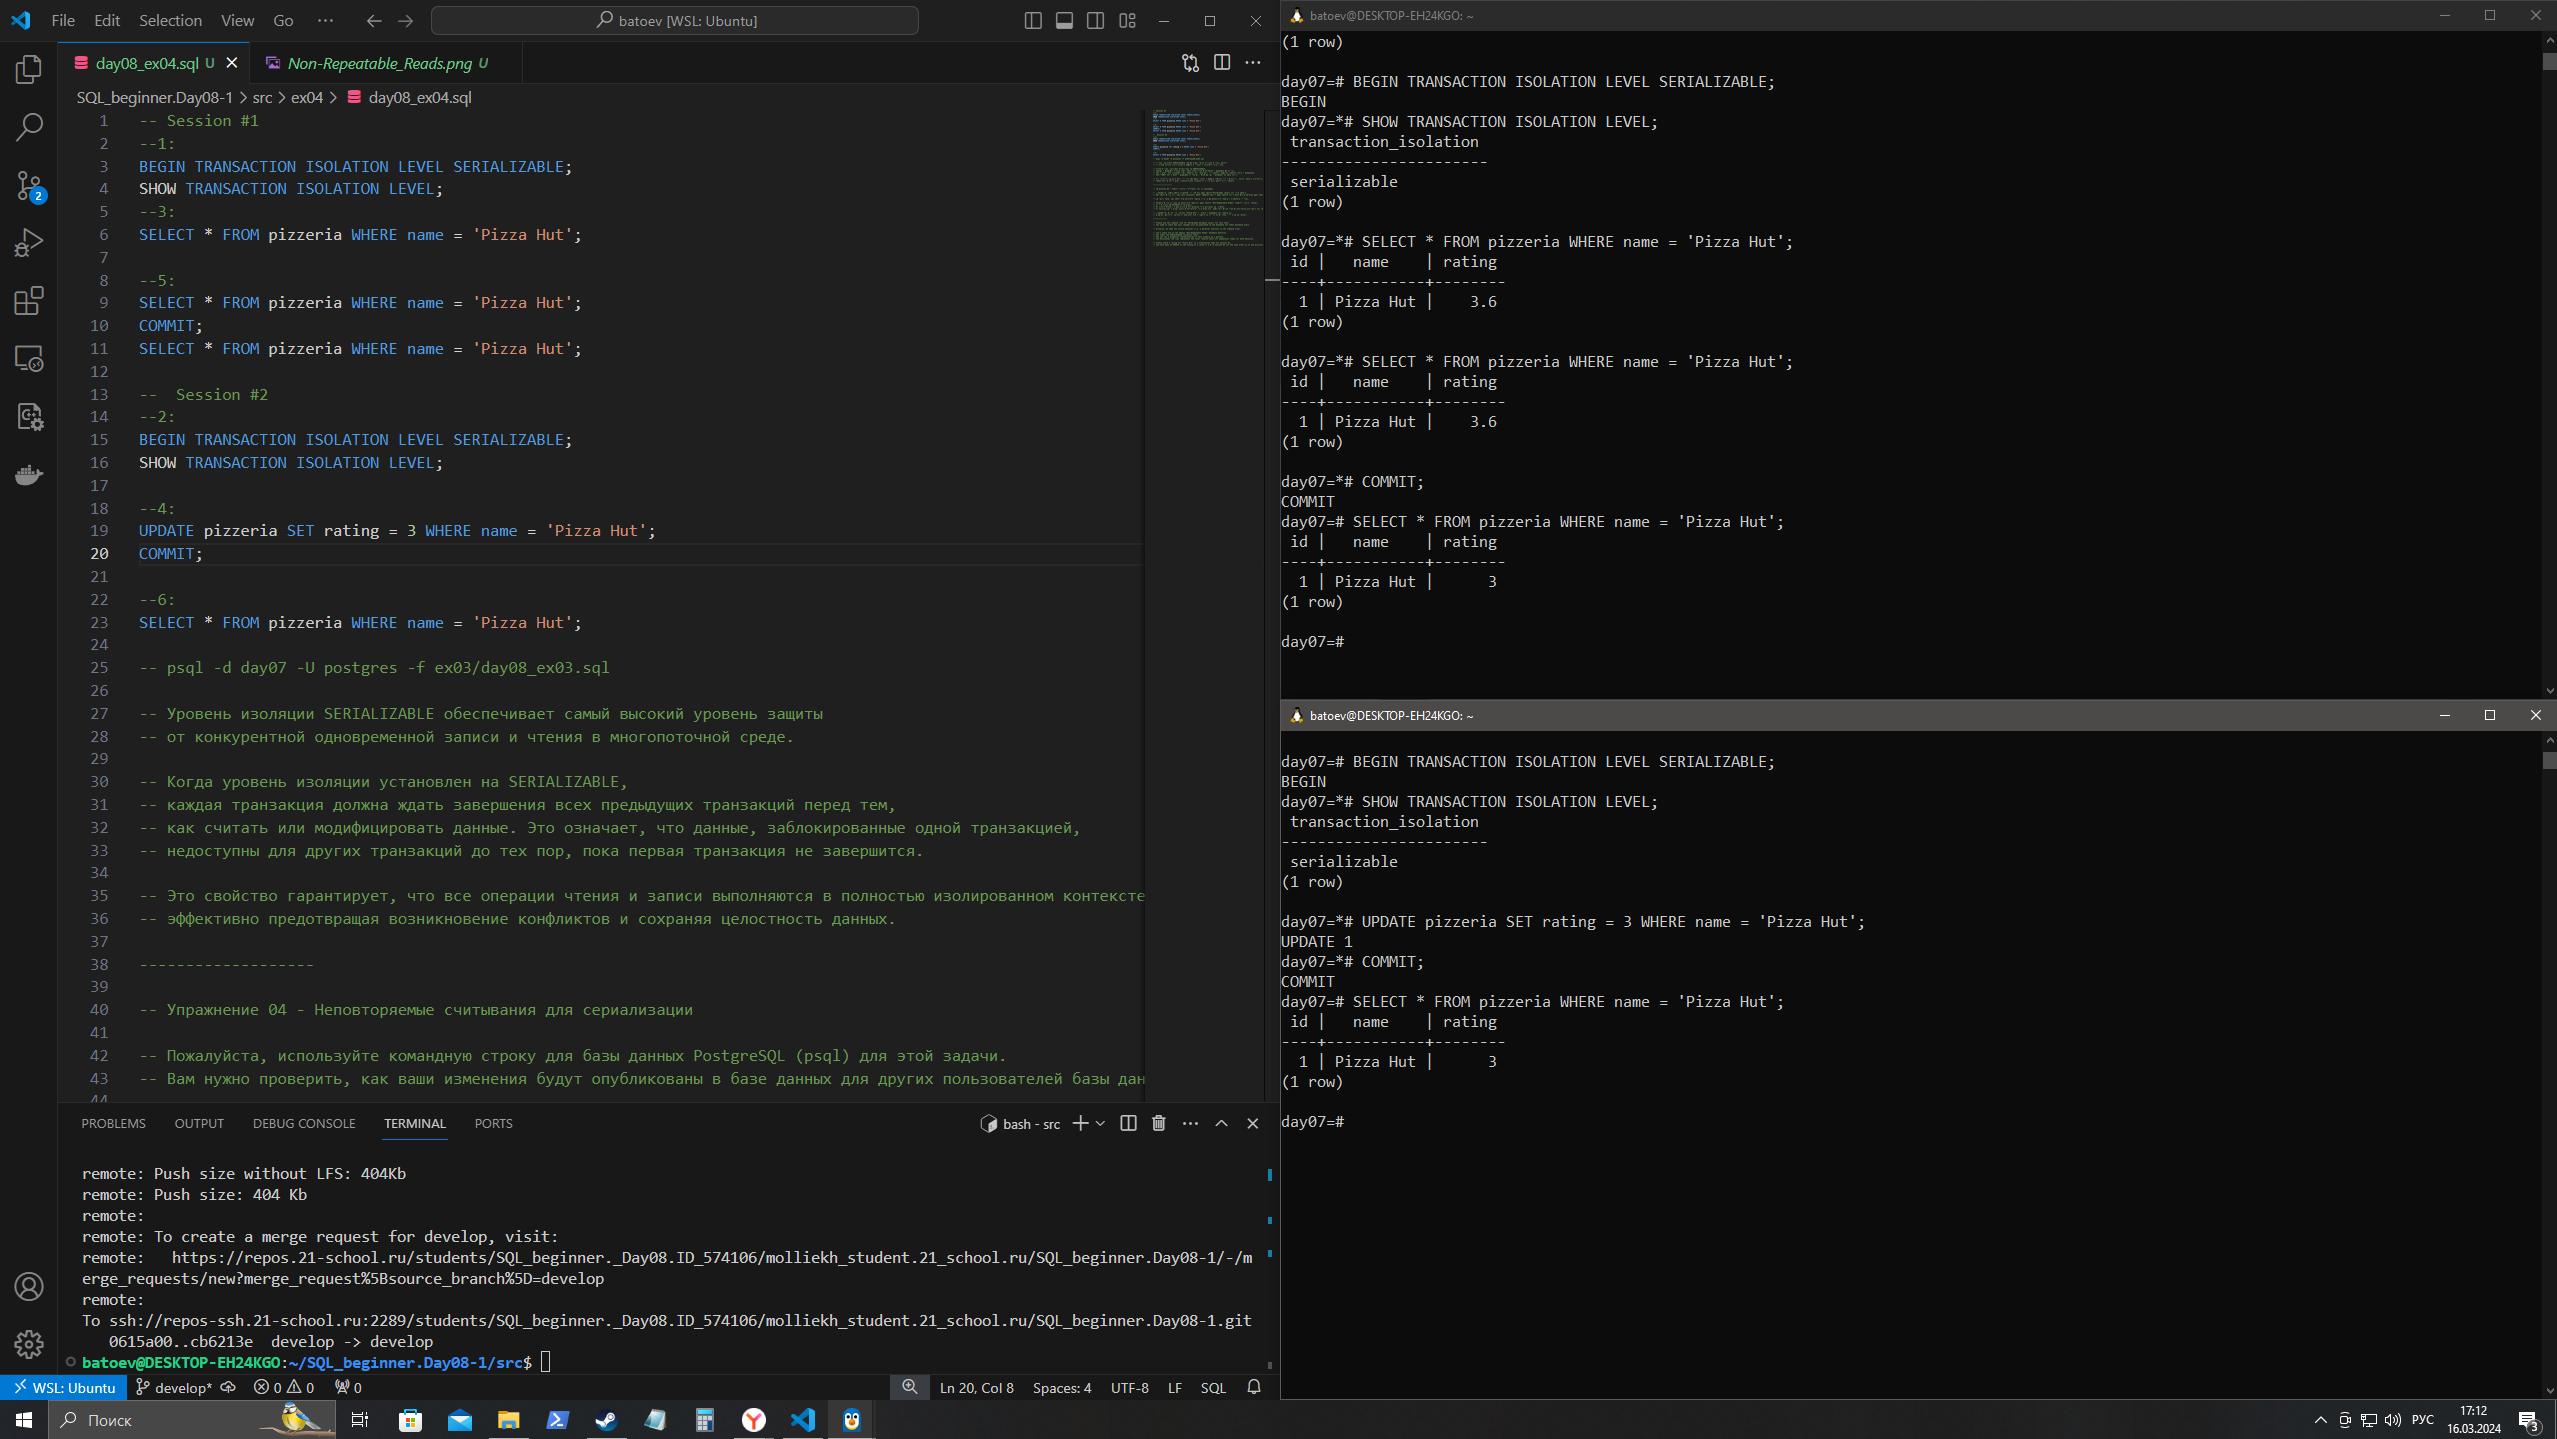 File Edit Selection View Go ··· batoev [WSL: Ubuntu]
day08_ex04.sql U Non-Repeatable_Reads.png U
SQL_beginner.Day08-1 > src > ex04 > day08_ex04.sql
1 -- Session #1
2 --1:
3 BEGIN TRANSACTION ISOLATION LEVEL SERIALIZABLE;
4 SHOW TRANSACTION ISOLATION LEVEL;
5 --3:
6 SELECT * FROM pizzeria WHERE name = 'Pizza Hut';
7
8 --5:
9 SELECT * FROM pizzeria WHERE name = 'Pizza Hut';
10 COMMIT;
11 SELECT * FROM pizzeria WHERE name = 'Pizza Hut';
12
13 --  Session #2
14 --2:
15 BEGIN TRANSACTION ISOLATION LEVEL SERIALIZABLE;
16 SHOW TRANSACTION ISOLATION LEVEL;
17
18 --4:
19 UPDATE pizzeria SET rating = 3 WHERE name = 'Pizza Hut';
20 COMMIT;
21
22 --6:
23 SELECT * FROM pizzeria WHERE name = 'Pizza Hut';
24
25 -- psql -d day07 -U postgres -f ex03/day08_ex03.sql
26
27 -- Уровень изоляции SERIALIZABLE обеспечивает самый высокий уровень защиты
28 -- от конкурентной одновременной записи и чтения в многопоточной среде.
29
30 -- Когда уровень изоляции установлен на SERIALIZABLE,
31 -- каждая транзакция должна ждать завершения всех предыдущих транзакций перед тем,
32 -- как считать или модифицировать данные. Это означает, что данные, заблокированные одной транзакцией,
33 -- недоступны для других транзакций до тех пор, пока первая транзакция не завершится.
34
35 -- Это свойство гарантирует, что все операции чтения и записи выполняются в полностью изолированном контексте
36 -- эффективно предотвращая возникновение конфликтов и сохраняя целостность данных.
37
38 -------------------
39
40 -- Упражнение 04 - Неповторяемые считывания для сериализации
41
42 -- Пожалуйста, используйте командную строку для базы данных PostgreSQL (psql) для этой задачи.
43 -- Вам нужно проверить, как ваши изменения будут опубликованы в базе данных для других пользователей базы дан
44
PROBLEMS OUTPUT DEBUG CONSOLE TERMINAL PORTS bash - src
remote: Push size without LFS: 404Kb
remote: Push size: 404 Kb
remote:
remote: To create a merge request for develop, visit:
remote:   https://repos.21-school.ru/students/SQL_beginner._Day08.ID_574106/molliekh_student.21_school.ru/SQL_beginner.Day08-1/-/m
erge_requests/new?merge_request%5Bsource_branch%5D=develop
remote:
To ssh://repos-ssh.21-school.ru:2289/students/SQL_beginner._Day08.ID_574106/molliekh_student.21_school.ru/SQL_beginner.Day08-1.git
   0615a00..cb6213e  develop -> develop
batoev@DESKTOP-EH24KGO:~/SQL_beginner.Day08-1/src$
WSL: Ubuntu develop* 0 0 0 Ln 20, Col 8 Spaces: 4 UTF-8 LF SQL
batoev@DESKTOP-EH24KGO: ~
(1 row)
day07=# BEGIN TRANSACTION ISOLATION LEVEL SERIALIZABLE;
BEGIN
day07=*# SHOW TRANSACTION ISOLATION LEVEL;
 transaction_isolation
-----------------------
 serializable
(1 row)
day07=*# SELECT * FROM pizzeria WHERE name = 'Pizza Hut';
 id |   name    | rating
----+-----------+--------
  1 | Pizza Hut |    3.6
(1 row)
day07=*# SELECT * FROM pizzeria WHERE name = 'Pizza Hut';
 id |   name    | rating
----+-----------+--------
  1 | Pizza Hut |    3.6
(1 row)
day07=*# COMMIT;
COMMIT
day07=# SELECT * FROM pizzeria WHERE name = 'Pizza Hut';
 id |   name    | rating
----+-----------+--------
  1 | Pizza Hut |      3
(1 row)
day07=#
batoev@DESKTOP-EH24KGO: ~
day07=# BEGIN TRANSACTION ISOLATION LEVEL SERIALIZABLE;
BEGIN
day07=*# SHOW TRANSACTION ISOLATION LEVEL;
 transaction_isolation
-----------------------
 serializable
(1 row)
day07=*# UPDATE pizzeria SET rating = 3 WHERE name = 'Pizza Hut';
UPDATE 1
day07=*# COMMIT;
COMMIT
day07=# SELECT * FROM pizzeria WHERE name = 'Pizza Hut';
 id |   name    | rating
----+-----------+--------
  1 | Pizza Hut |      3
(1 row)
day07=#
Поиск
РУС 17:12
16.03.2024 3
2